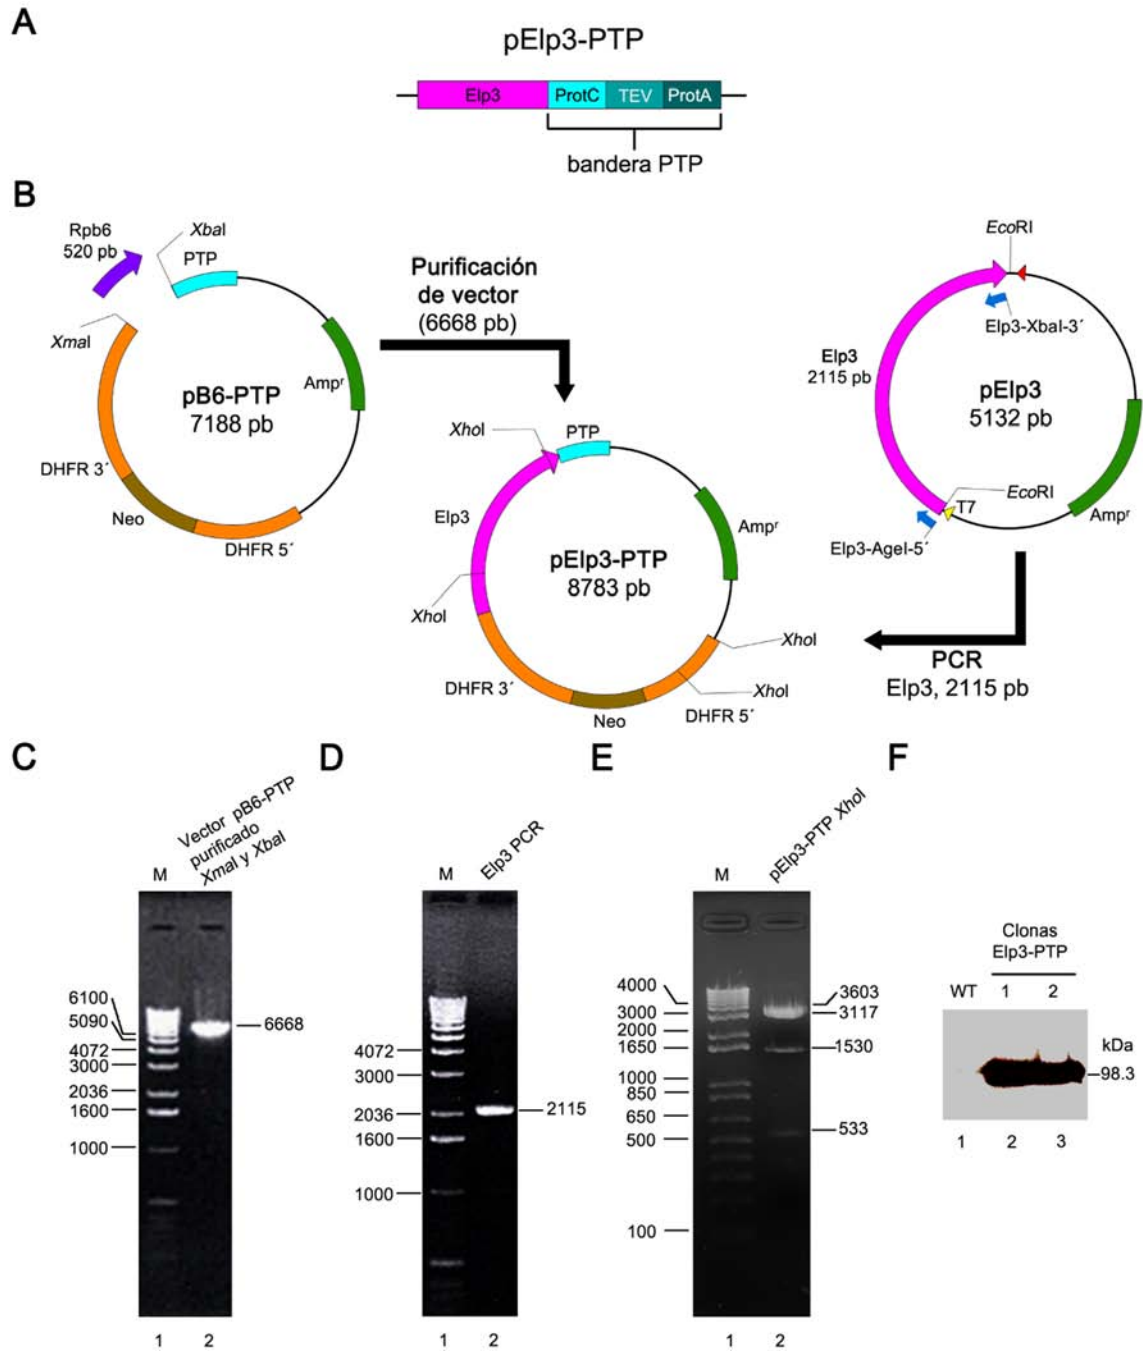 A
pElp3-PTP
Elp3
ProtC
TEV
ProtA
bandera PTP
B
Rpb6
520 pb
XbaI
PTP
XmaI
pB6-PTP
7188 pb
Ampʳ
DHFR 3´
Neo
DHFR 5´
Purificación
de vector
(6668 pb)
EcoRI
Elp3-XbaI-3´
Elp3
2115 pb
pElp3
5132 pb
EcoRI
T7
Ampʳ
Elp3-AgeI-5´
XhoI
PTP
Elp3
Ampʳ
pElp3-PTP
8783 pb
XhoI
XhoI
XhoI
DHFR 3´
Neo
DHFR 5´
PCR
Elp3, 2115 pb
C
Vector pB6-PTP
purificado
XmaI y XbaI
M
6100
5090
4072
3000
2036
1600
1000
6668
1
2
D
Elp3 PCR
M
4072
3000
2036
1600
1000
2115
1
2
E
pElp3-PTP XhoI
M
4000
3000
2000
1650
1000
850
650
500
100
3603
3117
1530
533
1
2
F
Clonas
Elp3-PTP
WT
1
2
kDa
98.3
1
2
3